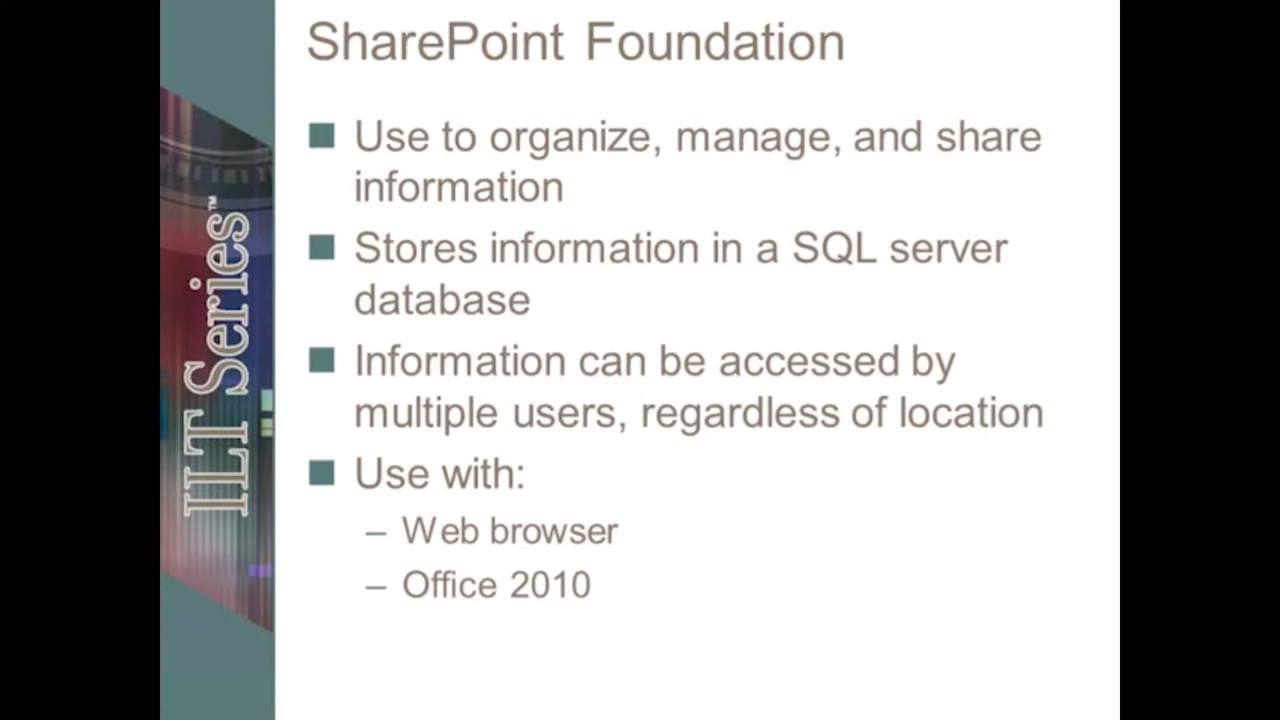 SharePoint Foundation
■ Use to organize, manage, and share
information
■ Stores information in a SQL server
database
■ Information can be accessed by
multiple users, regardless of location
■ Use with:
– Web browser
– Office 2010
ILT Series™